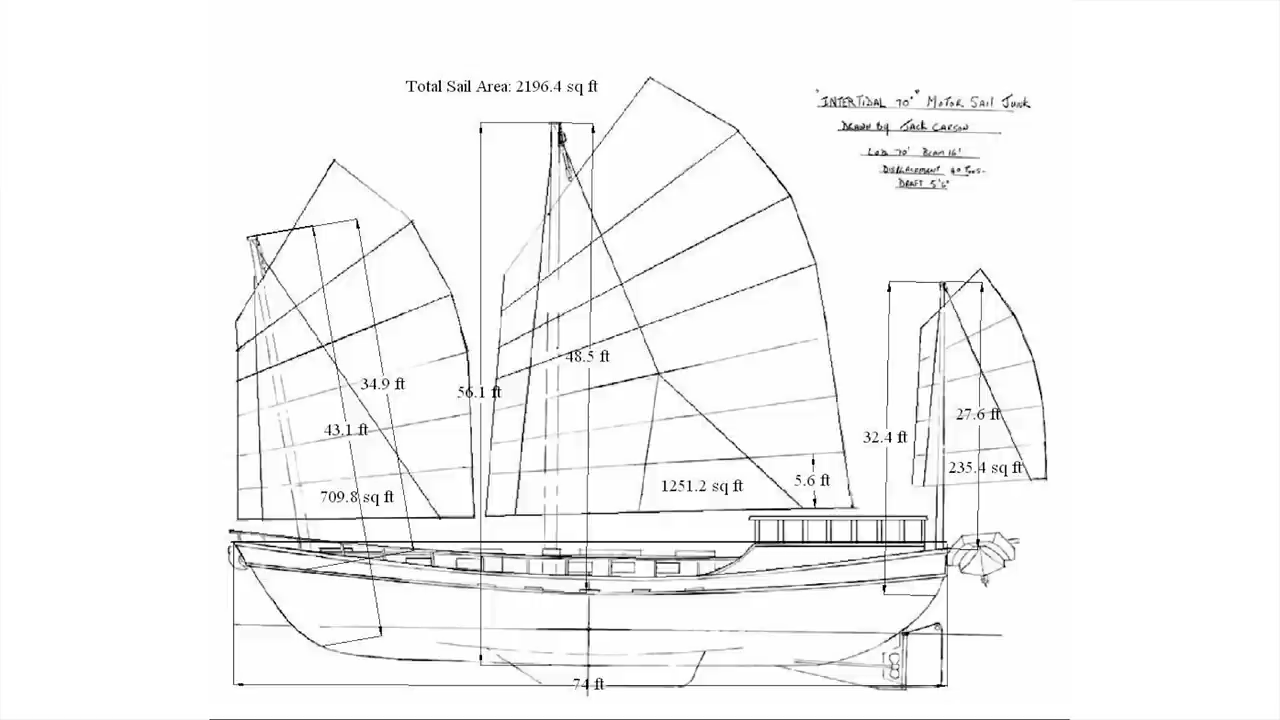 Total Sail Area: 2196.4 sq ft
"INTERTIDAL 70'" MOTOR SAIL JUNK
DRAWN By JACK CARSON
LOD 70' BEAM 16'
DISPLACEMENT 40 TONS-
DRAFT 5'6"
48.5 ft
34.9 ft
56.1 ft
27.6 ft
43.1 ft
32.4 ft
235.4 sq ft
5.6 ft
1251.2 sq ft
709.8 sq ft
74 ft